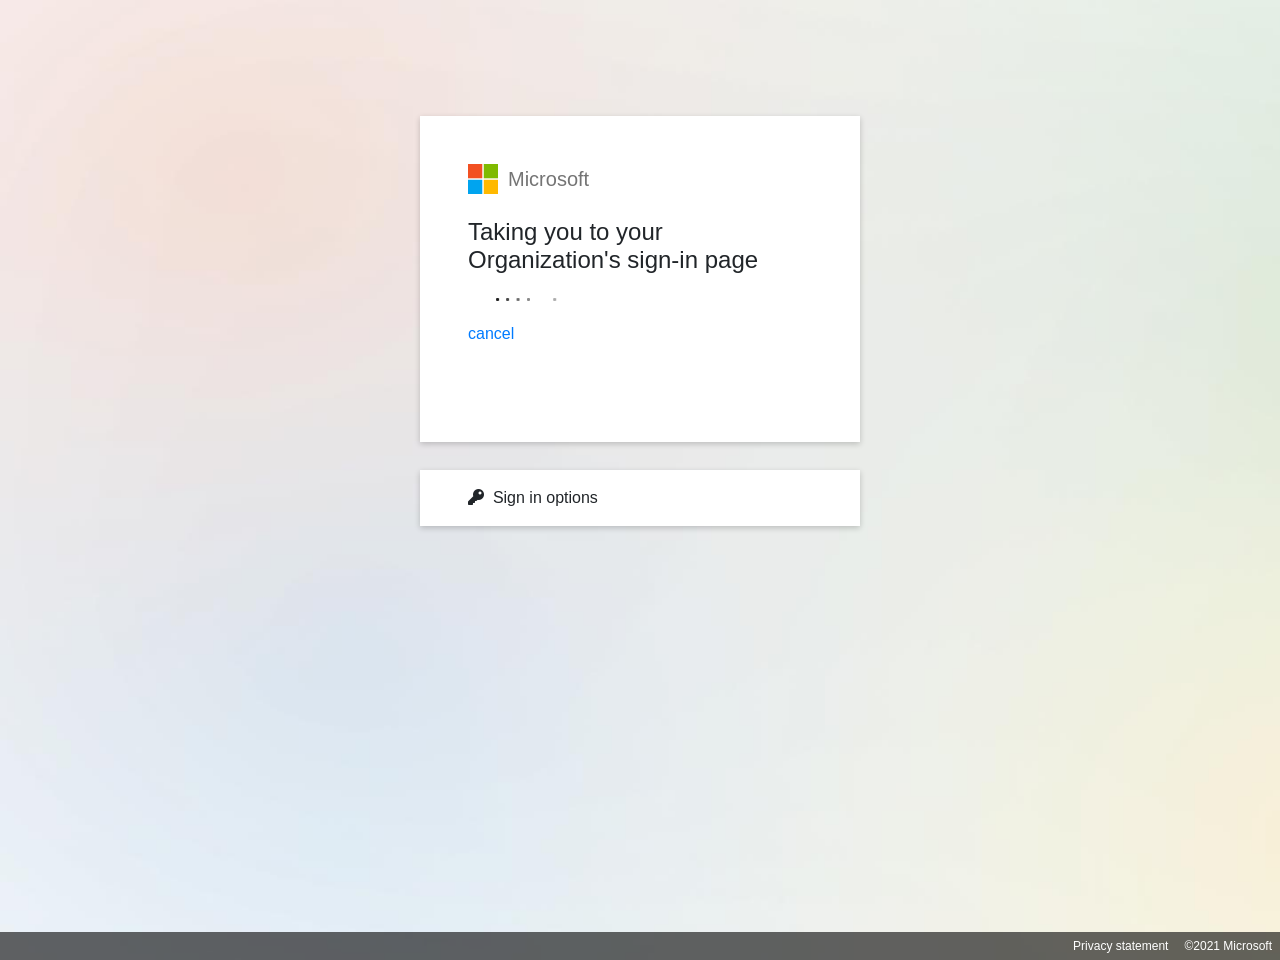 Microsoft
Taking you to your
Organization's sign-in page
cancel
Sign in options
Privacy statement ©2021 Microsoft